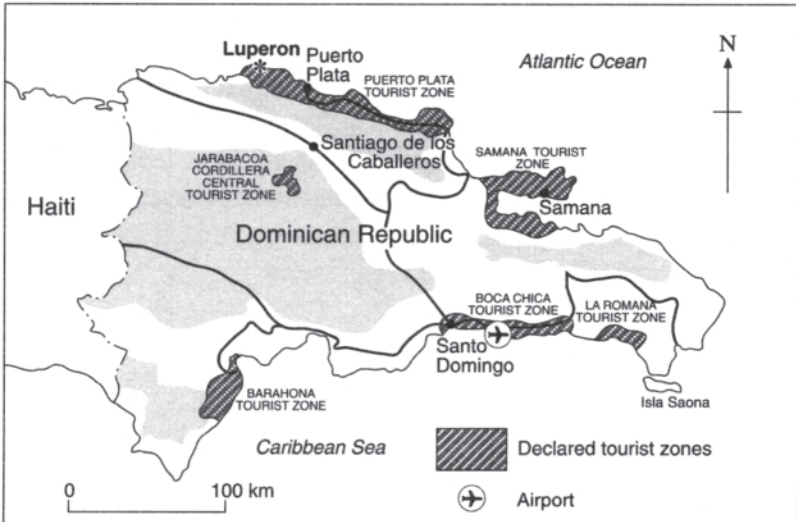 Luperon
Puerto
Plata
Atlantic Ocean
N
PUERTO PLATA
TOURIST ZONE
Santiago de los
Caballeros
SAMANA TOURIST
ZONE
JARABACOA
CORDILLERA
CENTRAL
TOURIST ZONE
Haiti
Samana
Dominican Republic
BOCA CHICA
TOURIST ZONE
LA ROMANA
TOURIST ZONE
Santo
Domingo
BARAHONA
TOURIST ZONE
Isla Saona
Caribbean Sea
Declared tourist zones
0 100 km
Airport